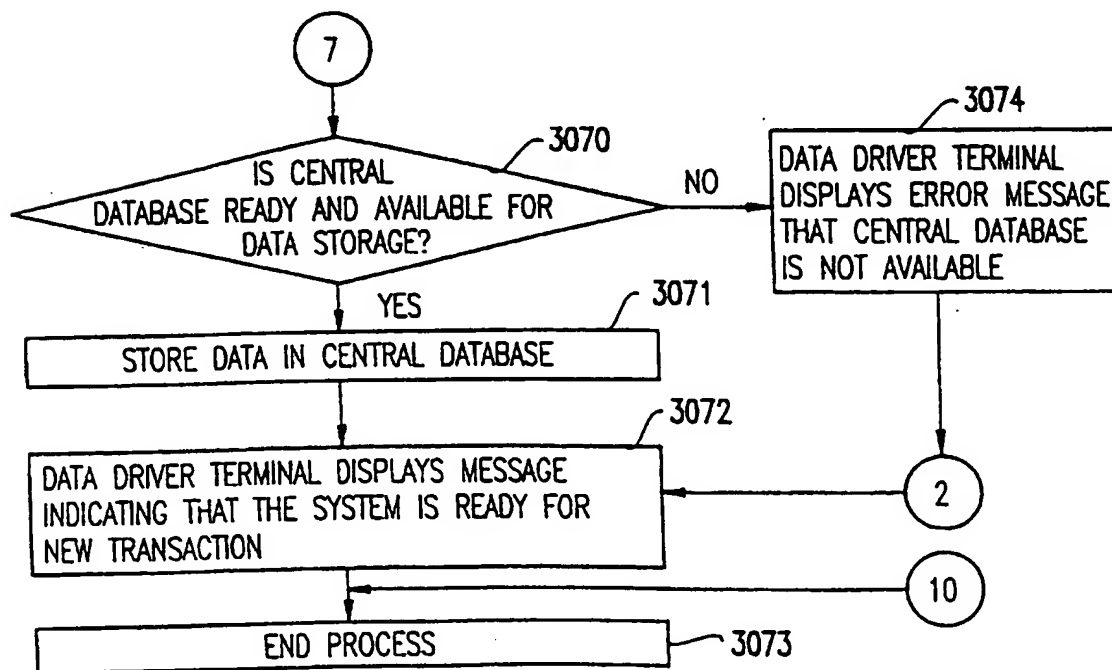 7
3070
IS CENTRAL
DATABASE READY AND AVAILABLE FOR
DATA STORAGE?
NO
3074
DATA DRIVER TERMINAL
DISPLAYS ERROR MESSAGE
THAT CENTRAL DATABASE
IS NOT AVAILABLE
YES
3071
STORE DATA IN CENTRAL DATABASE
3072
DATA DRIVER TERMINAL DISPLAYS MESSAGE
INDICATING THAT THE SYSTEM IS READY FOR
NEW TRANSACTION
2
10
END PROCESS
3073